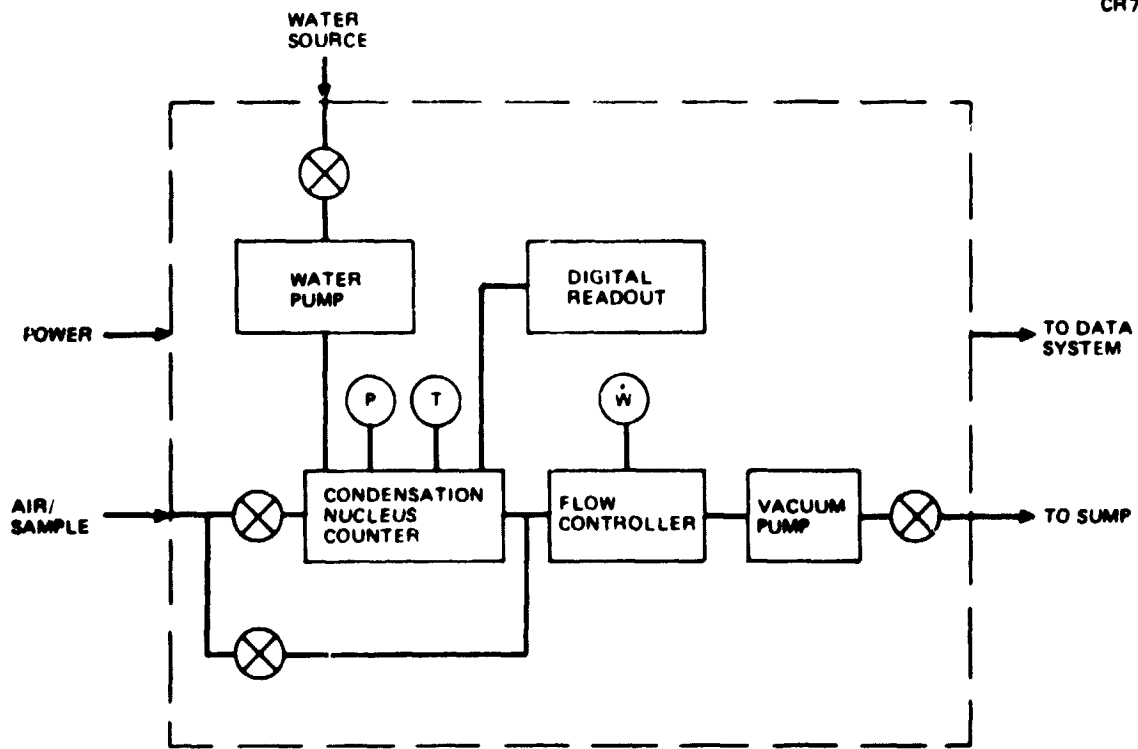 CR7
WATER
SOURCE
WATER
PUMP
DIGITAL
READOUT
POWER
TO DATA
SYSTEM
P
T
Ẇ
AIR/
SAMPLE
CONDENSATION
NUCLEUS
COUNTER
FLOW
CONTROLLER
VACUUM
PUMP
TO SUMP